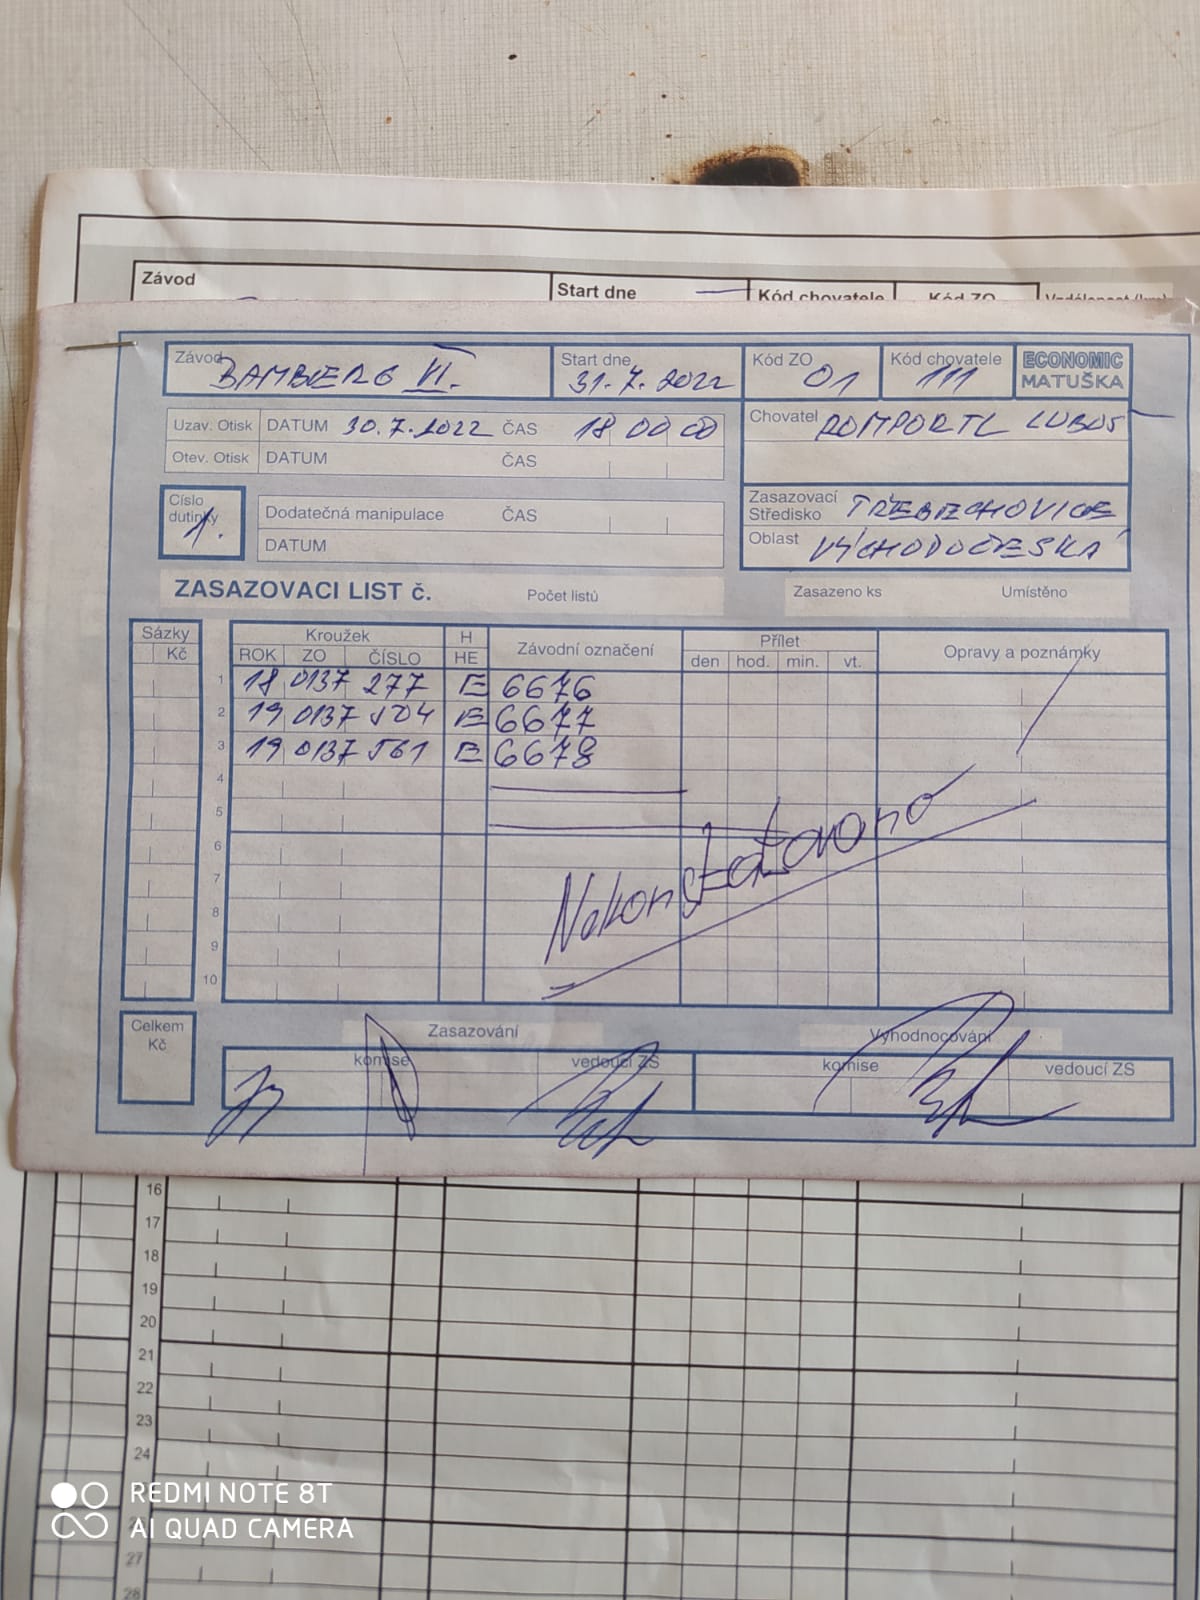 Závod
Start dne
Kód chovatele
Kód ZO
Vzdálenost (km)
Závod BAMBERG VI.
Start dne 31.7.2022
Kód ZO 01
Kód chovatele 111
ECONOMIC
MATUŠKA
Uzav. Otisk DATUM 30.7.2022 ČAS 18 00 00
Otev. Otisk DATUM ČAS
Chovatel ROMPORTL LUBOŠ
Číslo dutinky 1.
Dodatečná manipulace ČAS
DATUM
Zasazovací
Středisko TŘEBECHOVICE
Oblast VÝCHODOČESKÁ
ZASAZOVACI LIST č. Počet listů Zasazeno ks Umístěno
Sázky
Kč
Kroužek H Závodní označení Přílet Opravy a poznámky
ROK ZO ČÍSLO HE den hod. min. vt.
1 18 0137 277 E 6676
2 19 0137 504 E 6677
3 19 0137 561 E 6678
4
5
6
7
8
9
10
Nekonstatováno
Celkem
Kč
Zasazování Vyhodnocování
komise vedoucí ZS komise vedoucí ZS
16
17
18
19
20
21
22
23
24
27
28
REDMI NOTE 8T
AI QUAD CAMERA